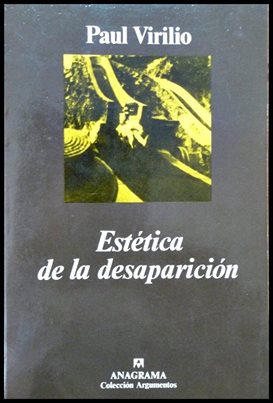 Paul Virilio
Estética
de la desaparición
ANAGRAMA
Colección Argumentos